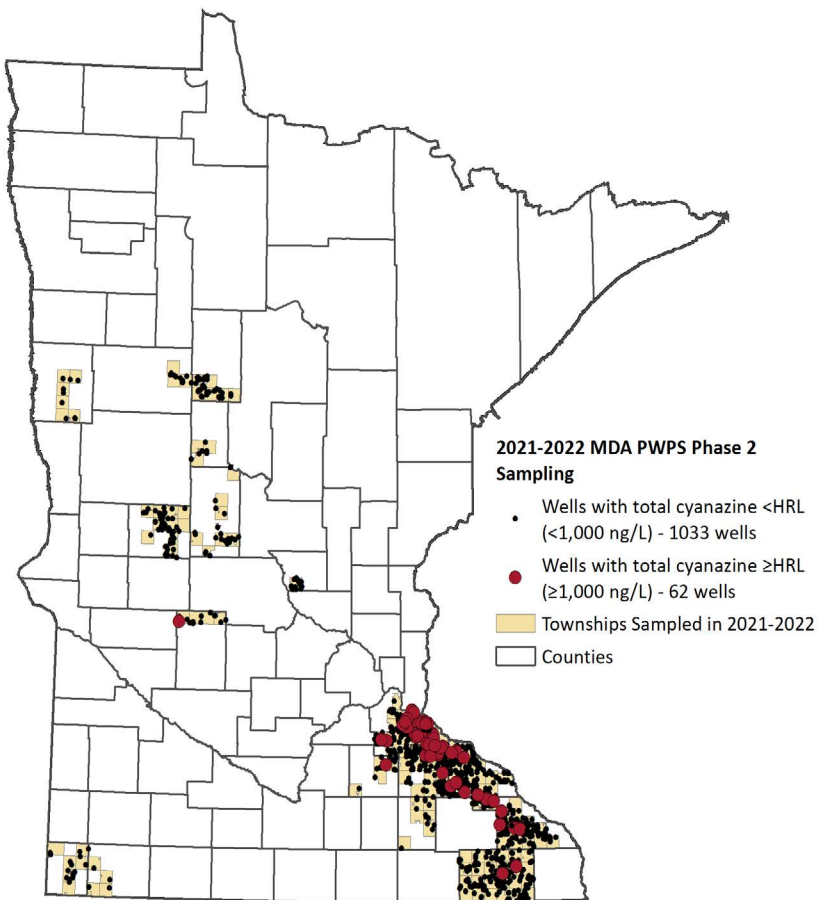 2021-2022 MDA PWPS Phase 2
Sampling
Wells with total cyanazine <HRL
(<1,000 ng/L) - 1033 wells
Wells with total cyanazine ≥HRL
(≥1,000 ng/L) - 62 wells
Townships Sampled in 2021-2022
Counties